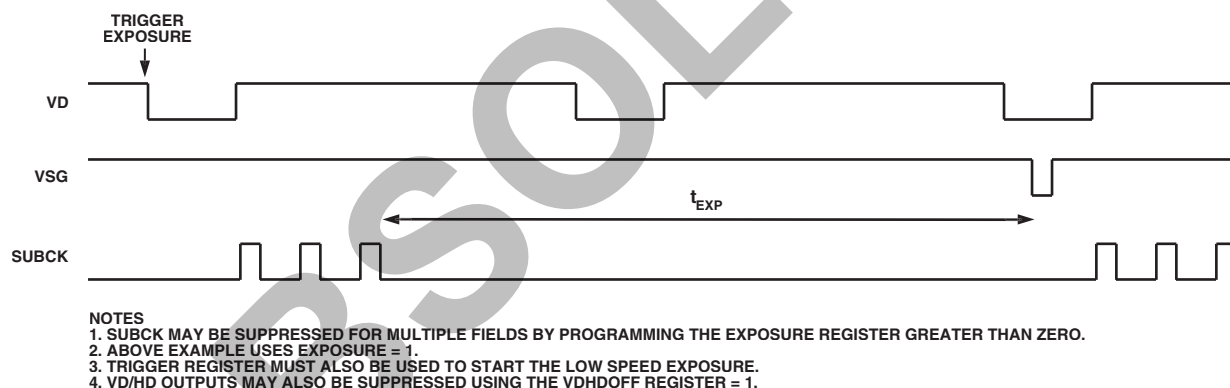 TRIGGER
EXPOSURE
VD
VSG
tEXP
SUBCK
NOTES
1. SUBCK MAY BE SUPPRESSED FOR MULTIPLE FIELDS BY PROGRAMMING THE EXPOSURE REGISTER GREATER THAN ZERO.
2. ABOVE EXAMPLE USES EXPOSURE = 1.
3. TRIGGER REGISTER MUST ALSO BE USED TO START THE LOW SPEED EXPOSURE.
4. VD/HD OUTPUTS MAY ALSO BE SUPPRESSED USING THE VDHDOFF REGISTER = 1.
BSOL